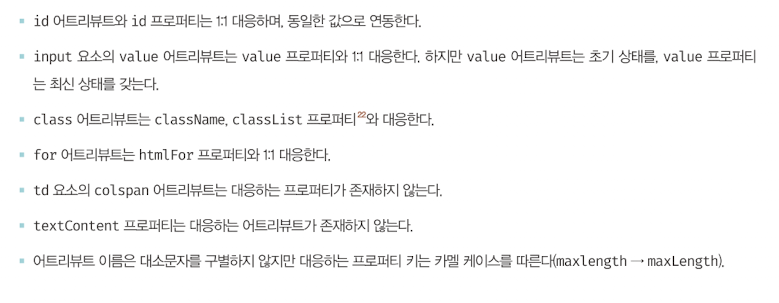 ▪ id 어트리뷰트와 id 프로퍼티는 1:1 대응하며, 동일한 값으로 연동한다.
▪ input 요소의 value 어트리뷰트는 value 프로퍼티와 1:1 대응한다. 하지만 value 어트리뷰트는 초기 상태를, value 프로퍼티
는 최신 상태를 갖는다.
▪ class 어트리뷰트는 className, classList 프로퍼티22와 대응한다.
▪ for 어트리뷰트는 htmlFor 프로퍼티와 1:1 대응한다.
▪ td 요소의 colspan 어트리뷰트는 대응하는 프로퍼티가 존재하지 않는다.
▪ textContent 프로퍼티는 대응하는 어트리뷰트가 존재하지 않는다.
▪ 어트리뷰트 이름은 대소문자를 구별하지 않지만 대응하는 프로퍼티 키는 카멜 케이스를 따른다(maxlength → maxLength).